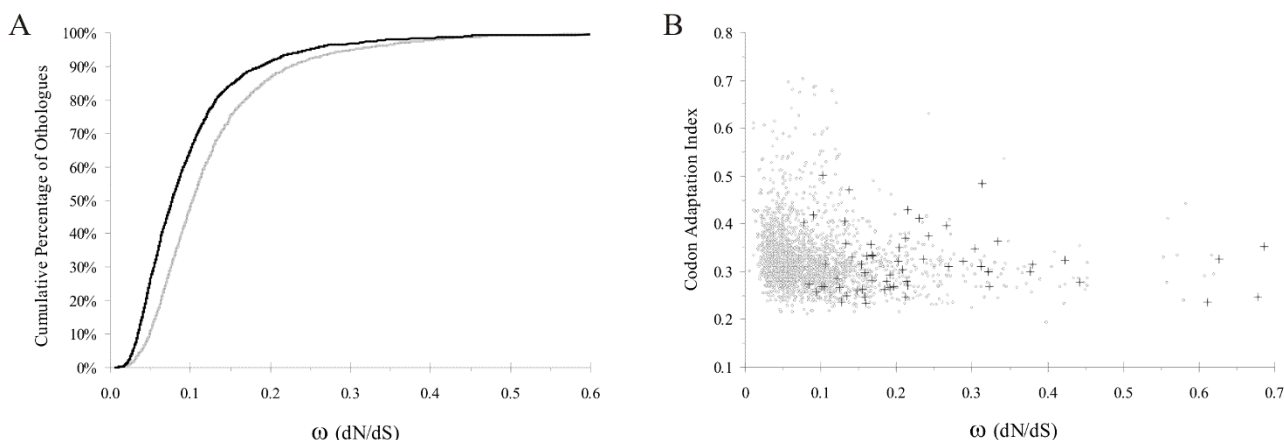 A
Cumulative Percentage of Othologues
100%
90%
80%
70%
60%
50%
40%
30%
20%
10%
0%
0.0 0.1 0.2 0.3 0.4 0.5 0.6
ω (dN/dS)
B
Codon Adaptation Index
0.8
0.7
0.6
0.5
0.4
0.3
0.2
0.1
0 0.1 0.2 0.3 0.4 0.5 0.6 0.7
ω (dN/dS)